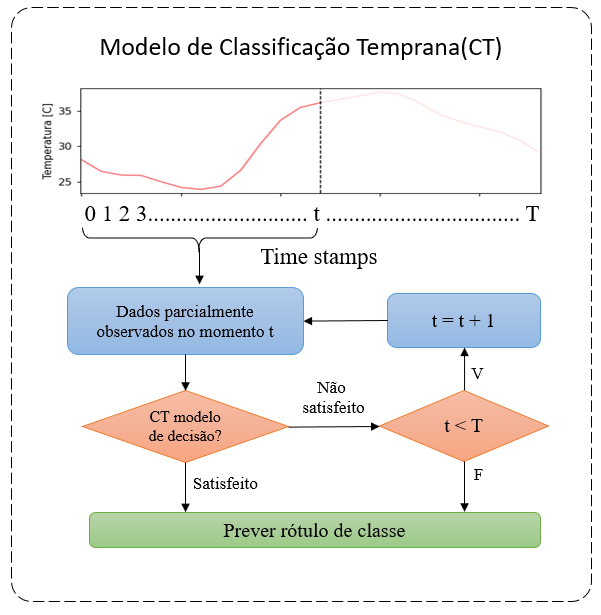 Modelo de Classificação Temprana(CT)
Temperatura [C]
35
30
25
0 1 2 3............................ t ................................. T
Time stamps
Dados parcialmente
observados no momento t
t = t + 1
CT modelo
de decisão?
Não
satisfeito
V
t < T
Satisfeito
F
Prever rótulo de classe